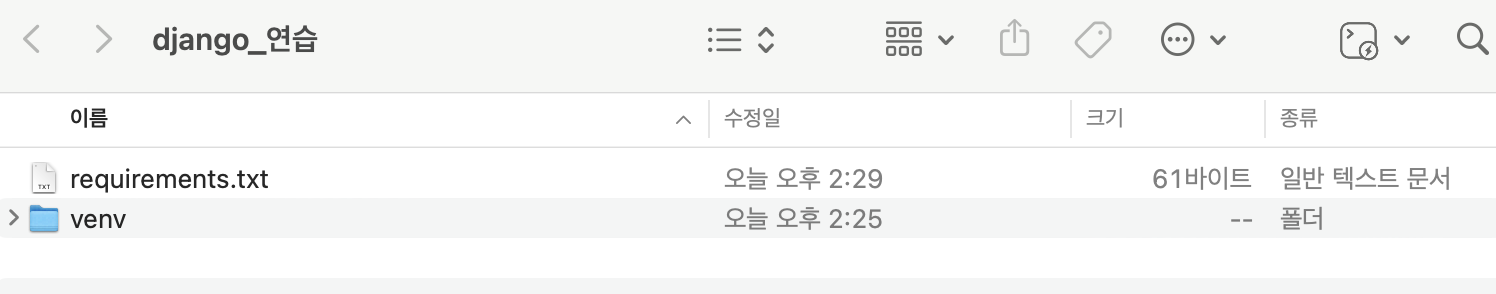 django_연습
이름 수정일 크기 종류
requirements.txt 오늘 오후 2:29 61바이트 일반 텍스트 문서
venv 오늘 오후 2:25 -- 폴더